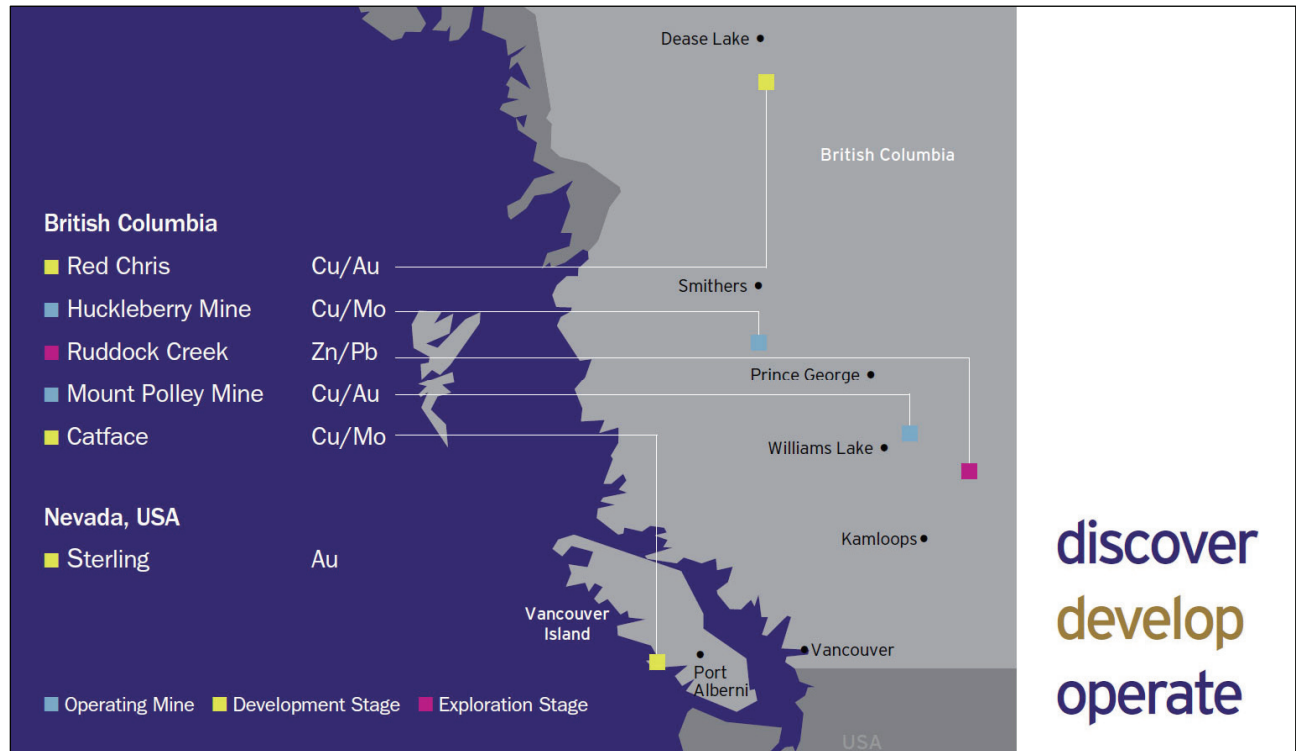 Dease Lake
British Columbia
British Columbia
Red Chris Cu/Au
Huckleberry Mine Cu/Mo
Ruddock Creek Zn/Pb
Mount Polley Mine Cu/Au
Catface Cu/Mo
Nevada, USA
Sterling Au
Smithers
Prince George
Williams Lake
Kamloops
Vancouver
Island
Port
Alberni
Vancouver
USA
Operating Mine Development Stage Exploration Stage
discover
develop
operate